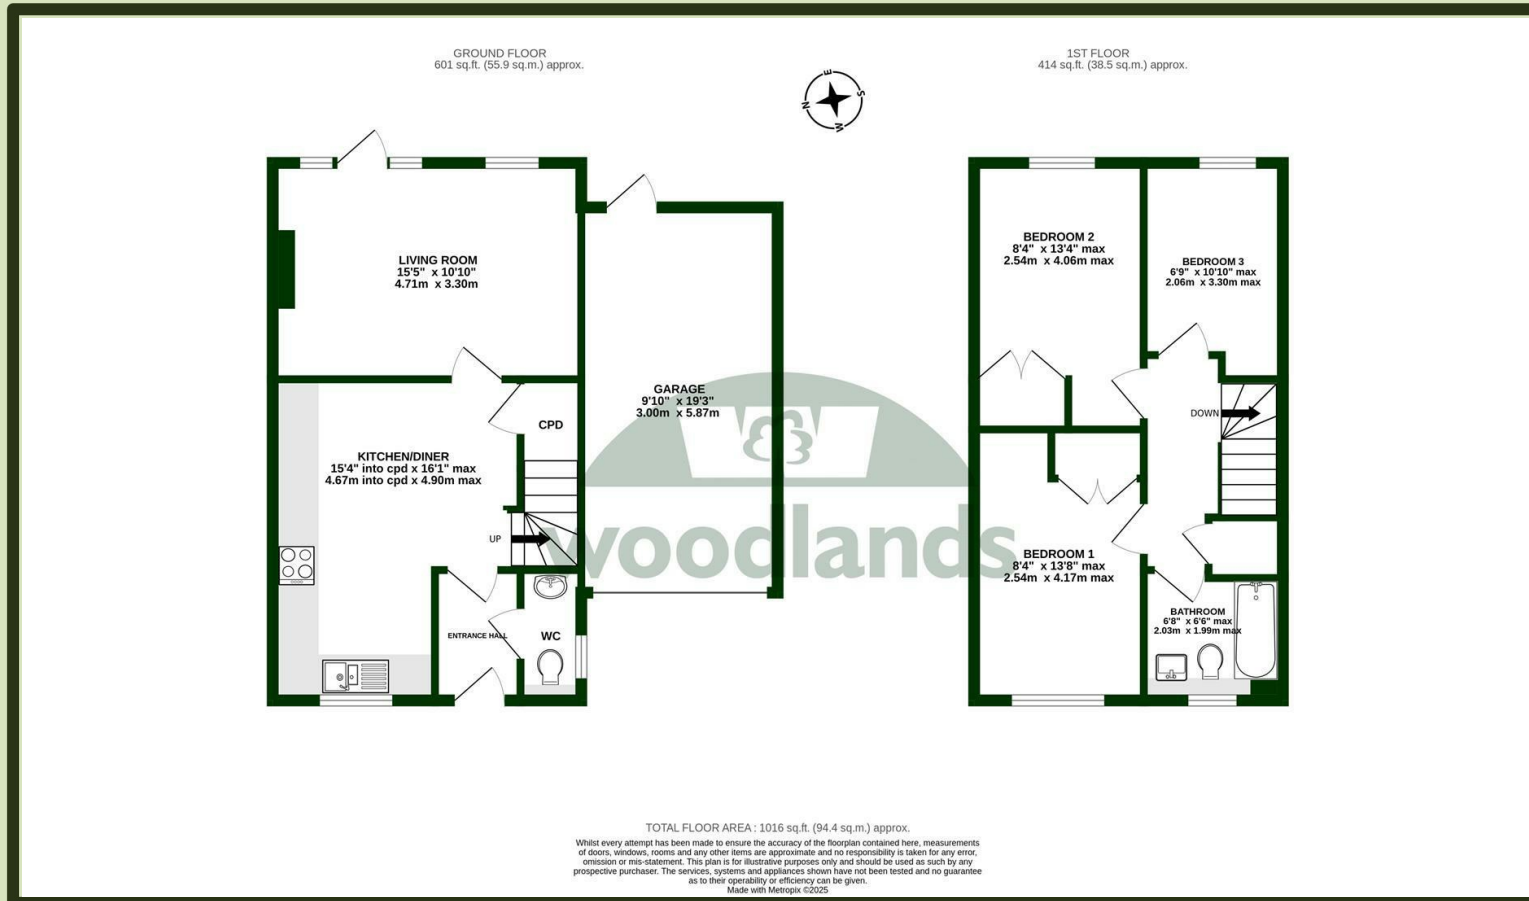 GROUND FLOOR
601 sq.ft. (55.9 sq.m.) approx.
1ST FLOOR
414 sq.ft. (38.5 sq.m.) approx.
E
S
N
W
LIVING ROOM
15'5" x 10'10"
4.71m x 3.30m
GARAGE
9'10" x 19'3"
3.00m x 5.87m
CPD
KITCHEN/DINER
15'4" into cpd x 16'1" max
4.67m into cpd x 4.90m max
UP
ENTRANCE HALL
WC
BEDROOM 2
8'4" x 13'4" max
2.54m x 4.06m max
BEDROOM 3
6'9" x 10'10" max
2.06m x 3.30m max
DOWN
BEDROOM 1
8'4" x 13'8" max
2.54m x 4.17m max
BATHROOM
6'8" x 6'6" max
2.03m x 1.99m max
woodlands
TOTAL FLOOR AREA : 1016 sq.ft. (94.4 sq.m.) approx.
Whilst every attempt has been made to ensure the accuracy of the floorplan contained here, measurements
of doors, windows, rooms and any other items are approximate and no responsibility is taken for any error,
omission or mis-statement. This plan is for illustrative purposes only and should be used as such by any
prospective purchaser. The services, systems and appliances shown have not been tested and no guarantee
as to their operability or efficiency can be given.
Made with Metropix ©2025